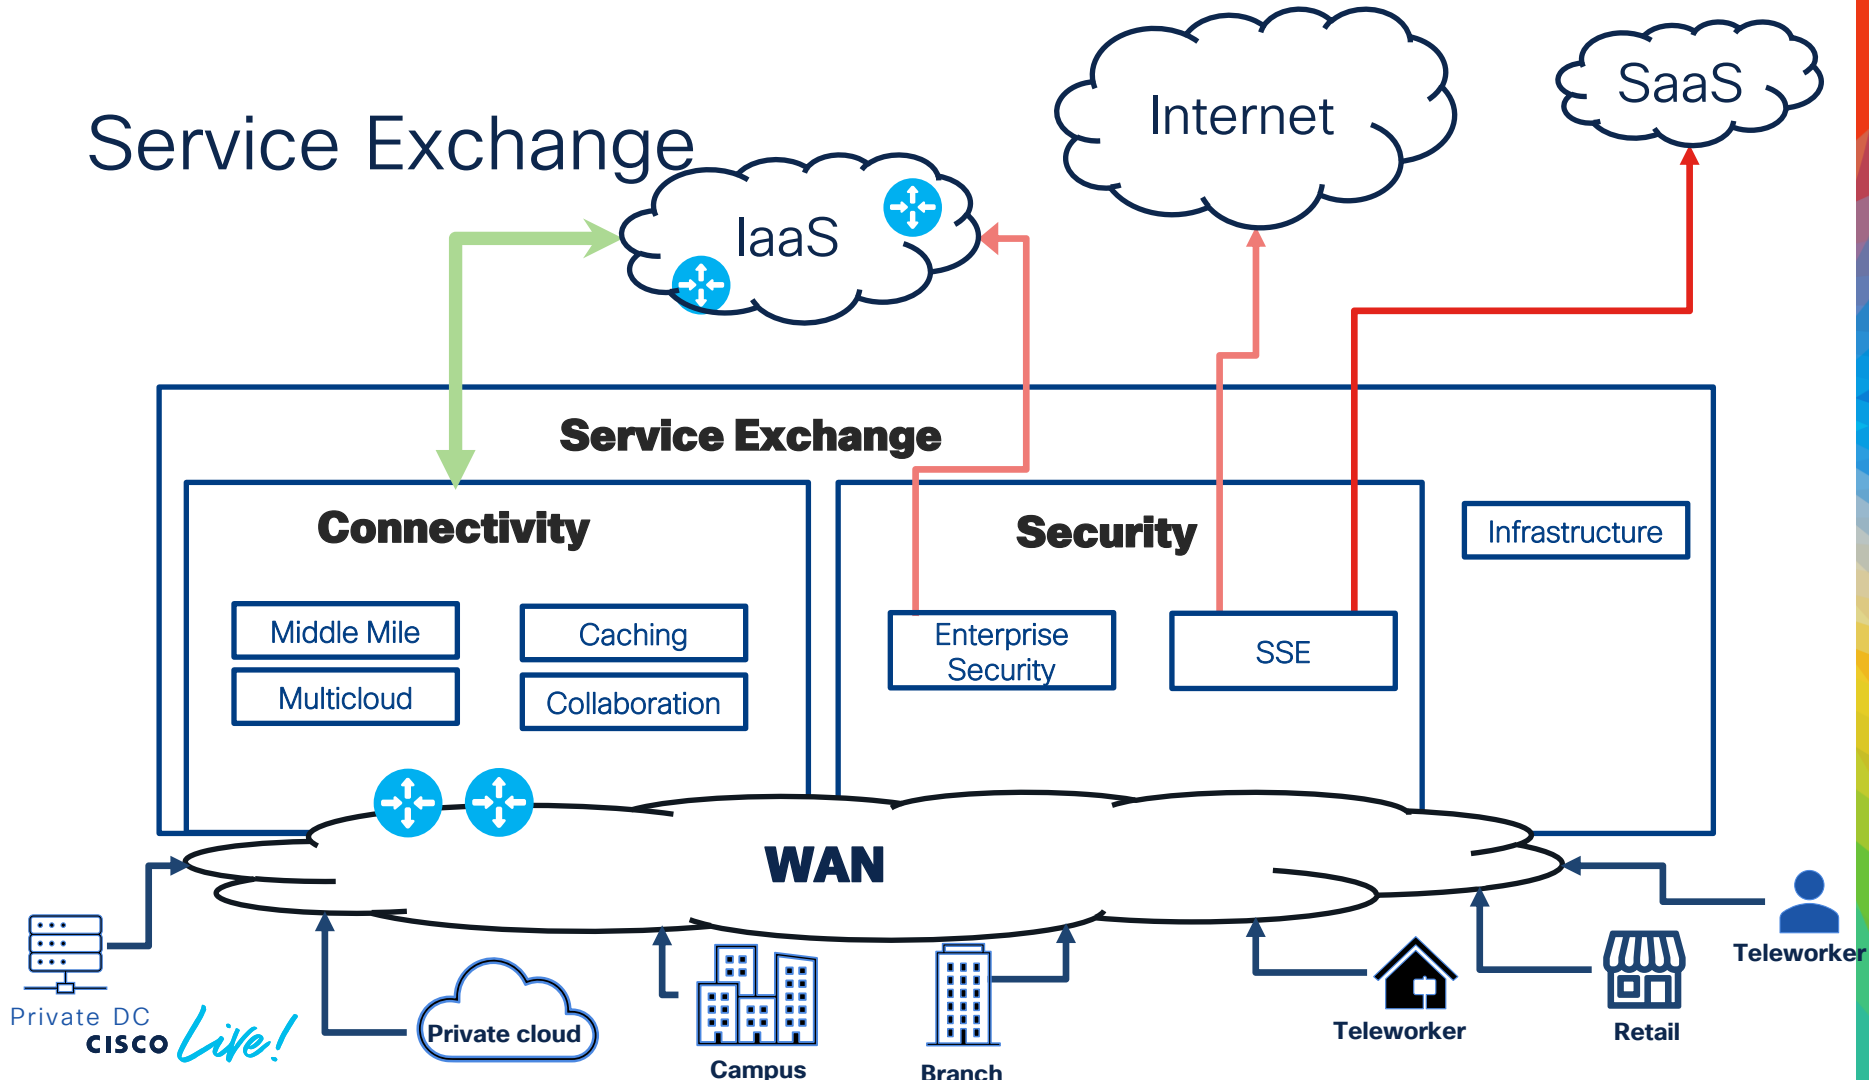 Service Exchange
IaaS
Internet
SaaS
Service Exchange
Connectivity
Security
Infrastructure
Middle Mile
Caching
Multicloud
Collaboration
Enterprise
Security
SSE
WAN
Private DC
Private cloud
Campus
Branch
Teleworker
Retail
Teleworker
CISCO Live!